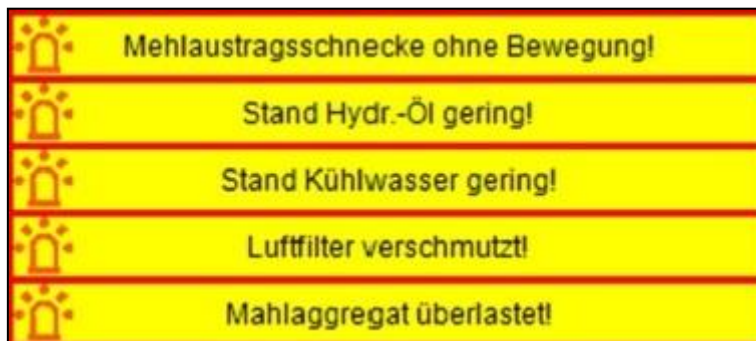 Mehlaustragsschnecke ohne Bewegung!
Stand Hydr.-Öl gering!
Stand Kühlwasser gering!
Luftfilter verschmutzt!
Mahlaggregat überlastet!